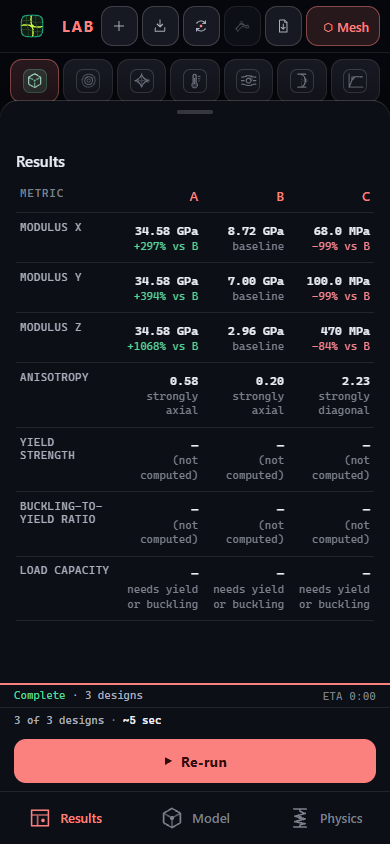 LAB
Mesh
Results
METRIC A B C
MODULUS X 34.58 GPa 8.72 GPa 68.0 MPa
+297% vs B baseline −99% vs B
MODULUS Y 34.58 GPa 7.00 GPa 100.0 MPa
+394% vs B baseline −99% vs B
MODULUS Z 34.58 GPa 2.96 GPa 470 MPa
+1068% vs B baseline −84% vs B
ANISOTROPY 0.58 0.20 2.23
strongly strongly strongly
axial axial diagonal
YIELD – – –
STRENGTH (not (not (not
computed) computed) computed)
BUCKLING-TO- – – –
YIELD RATIO (not (not (not
computed) computed) computed)
LOAD CAPACITY – – –
needs yield needs yield needs yield
or buckling or buckling or buckling
Complete · 3 designs ETA 0:00
3 of 3 designs · ~5 sec
Re-run
Results Model Physics